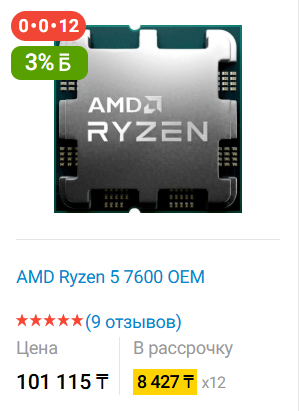 0•0•12
3% Б
AMD
RYZEN
AMD Ryzen 5 7600 OEM
★★★★★(9 отзывов)
Цена В рассрочку
101 115 ₸ 8 427 ₸ x12